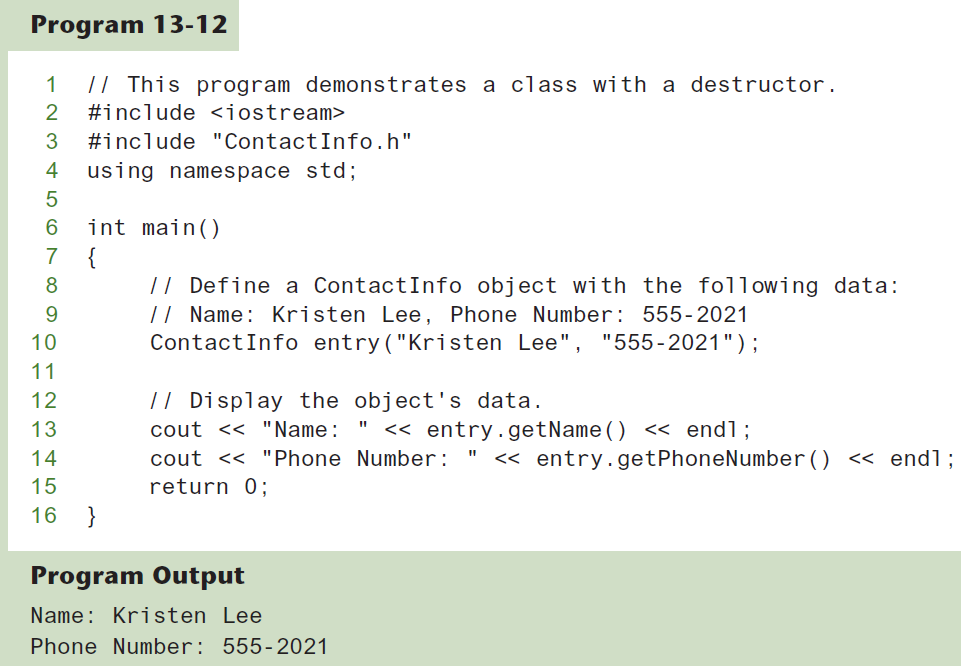 Program 13-12
1 // This program demonstrates a class with a destructor.
2 #include <iostream>
3 #include "ContactInfo.h"
4 using namespace std;
5
6 int main()
7 {
8 // Define a ContactInfo object with the following data:
9 // Name: Kristen Lee, Phone Number: 555-2021
10 ContactInfo entry("Kristen Lee", "555-2021");
11
12 // Display the object's data.
13 cout << "Name: " << entry.getName() << endl;
14 cout << "Phone Number: " << entry.getPhoneNumber() << endl;
15 return 0;
16 }
Program Output
Name: Kristen Lee
Phone Number: 555-2021